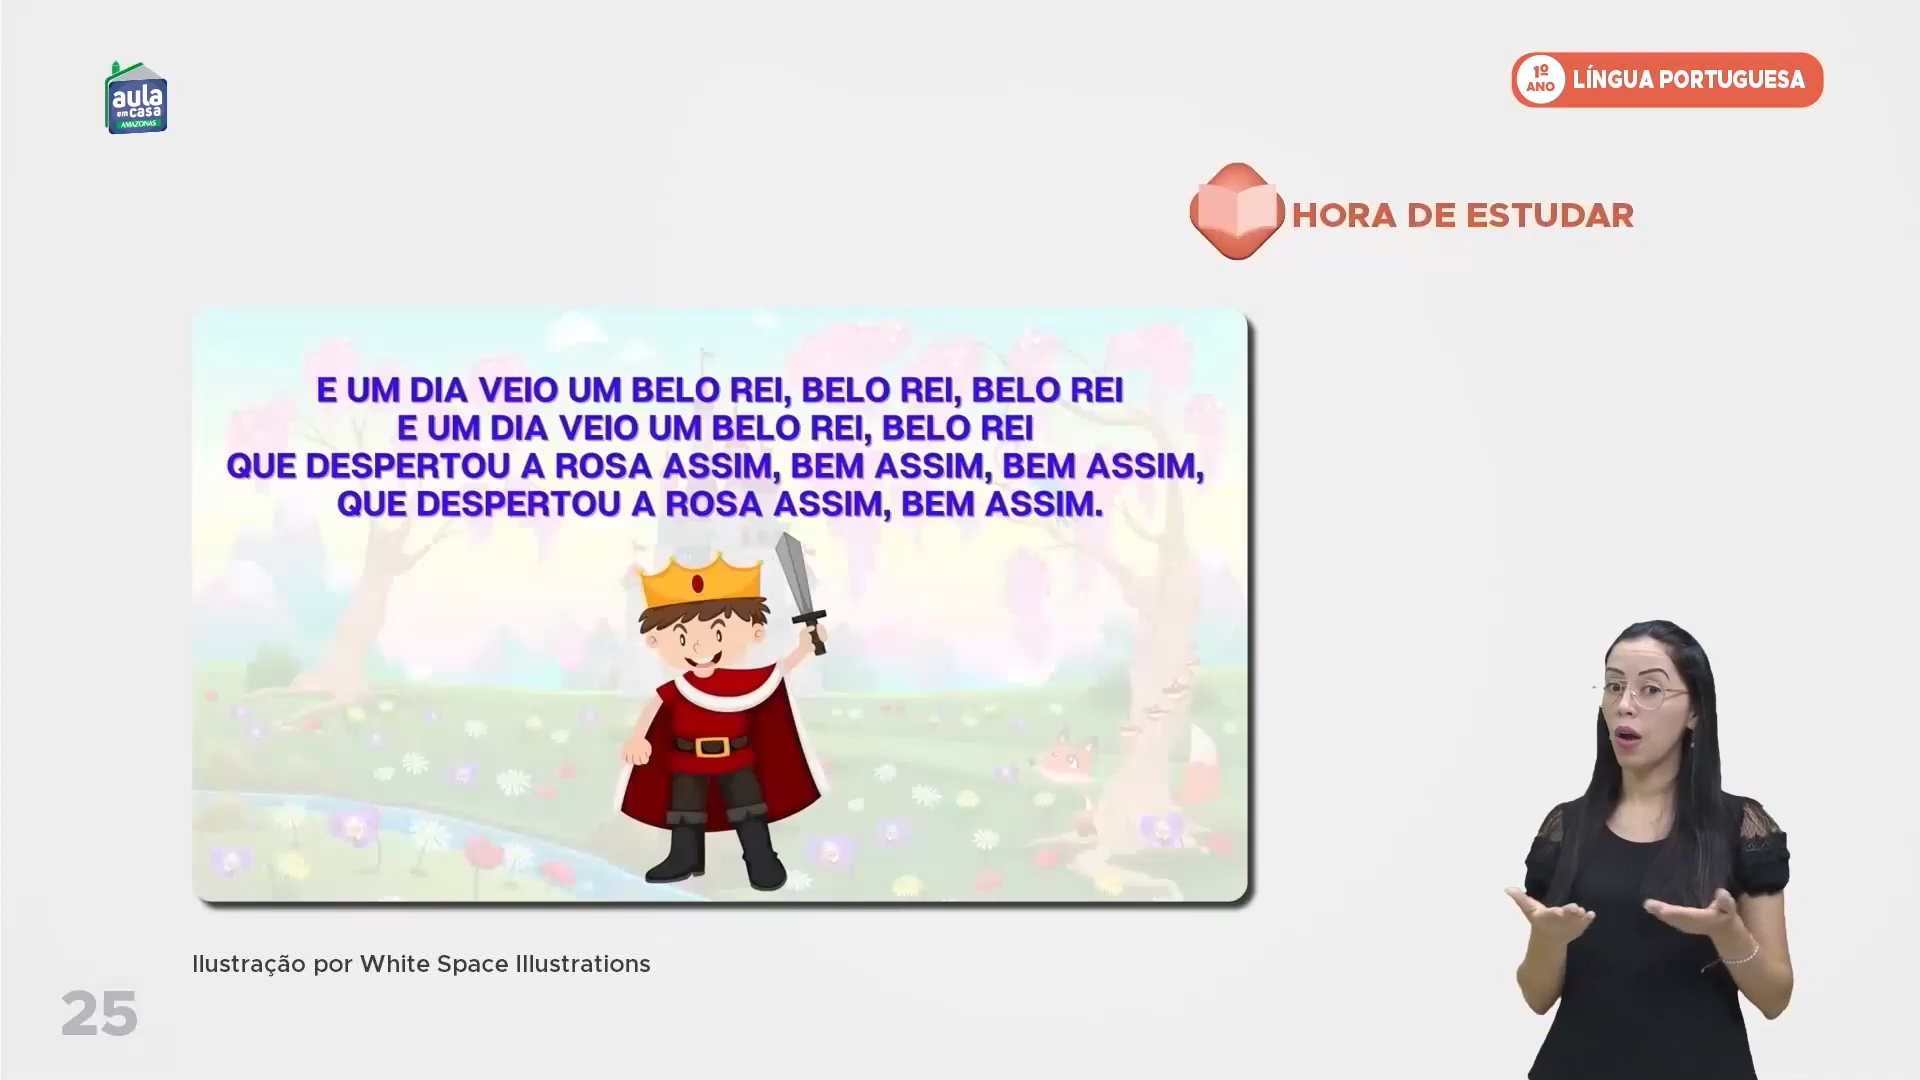 aula
em casa
AMAZONAS
1º
ANO
LÍNGUA PORTUGUESA
HORA DE ESTUDAR
E UM DIA VEIO UM BELO REI, BELO REI, BELO REI
E UM DIA VEIO UM BELO REI, BELO REI
QUE DESPERTOU A ROSA ASSIM, BEM ASSIM, BEM ASSIM,
QUE DESPERTOU A ROSA ASSIM, BEM ASSIM.
Ilustração por White Space Illustrations
25